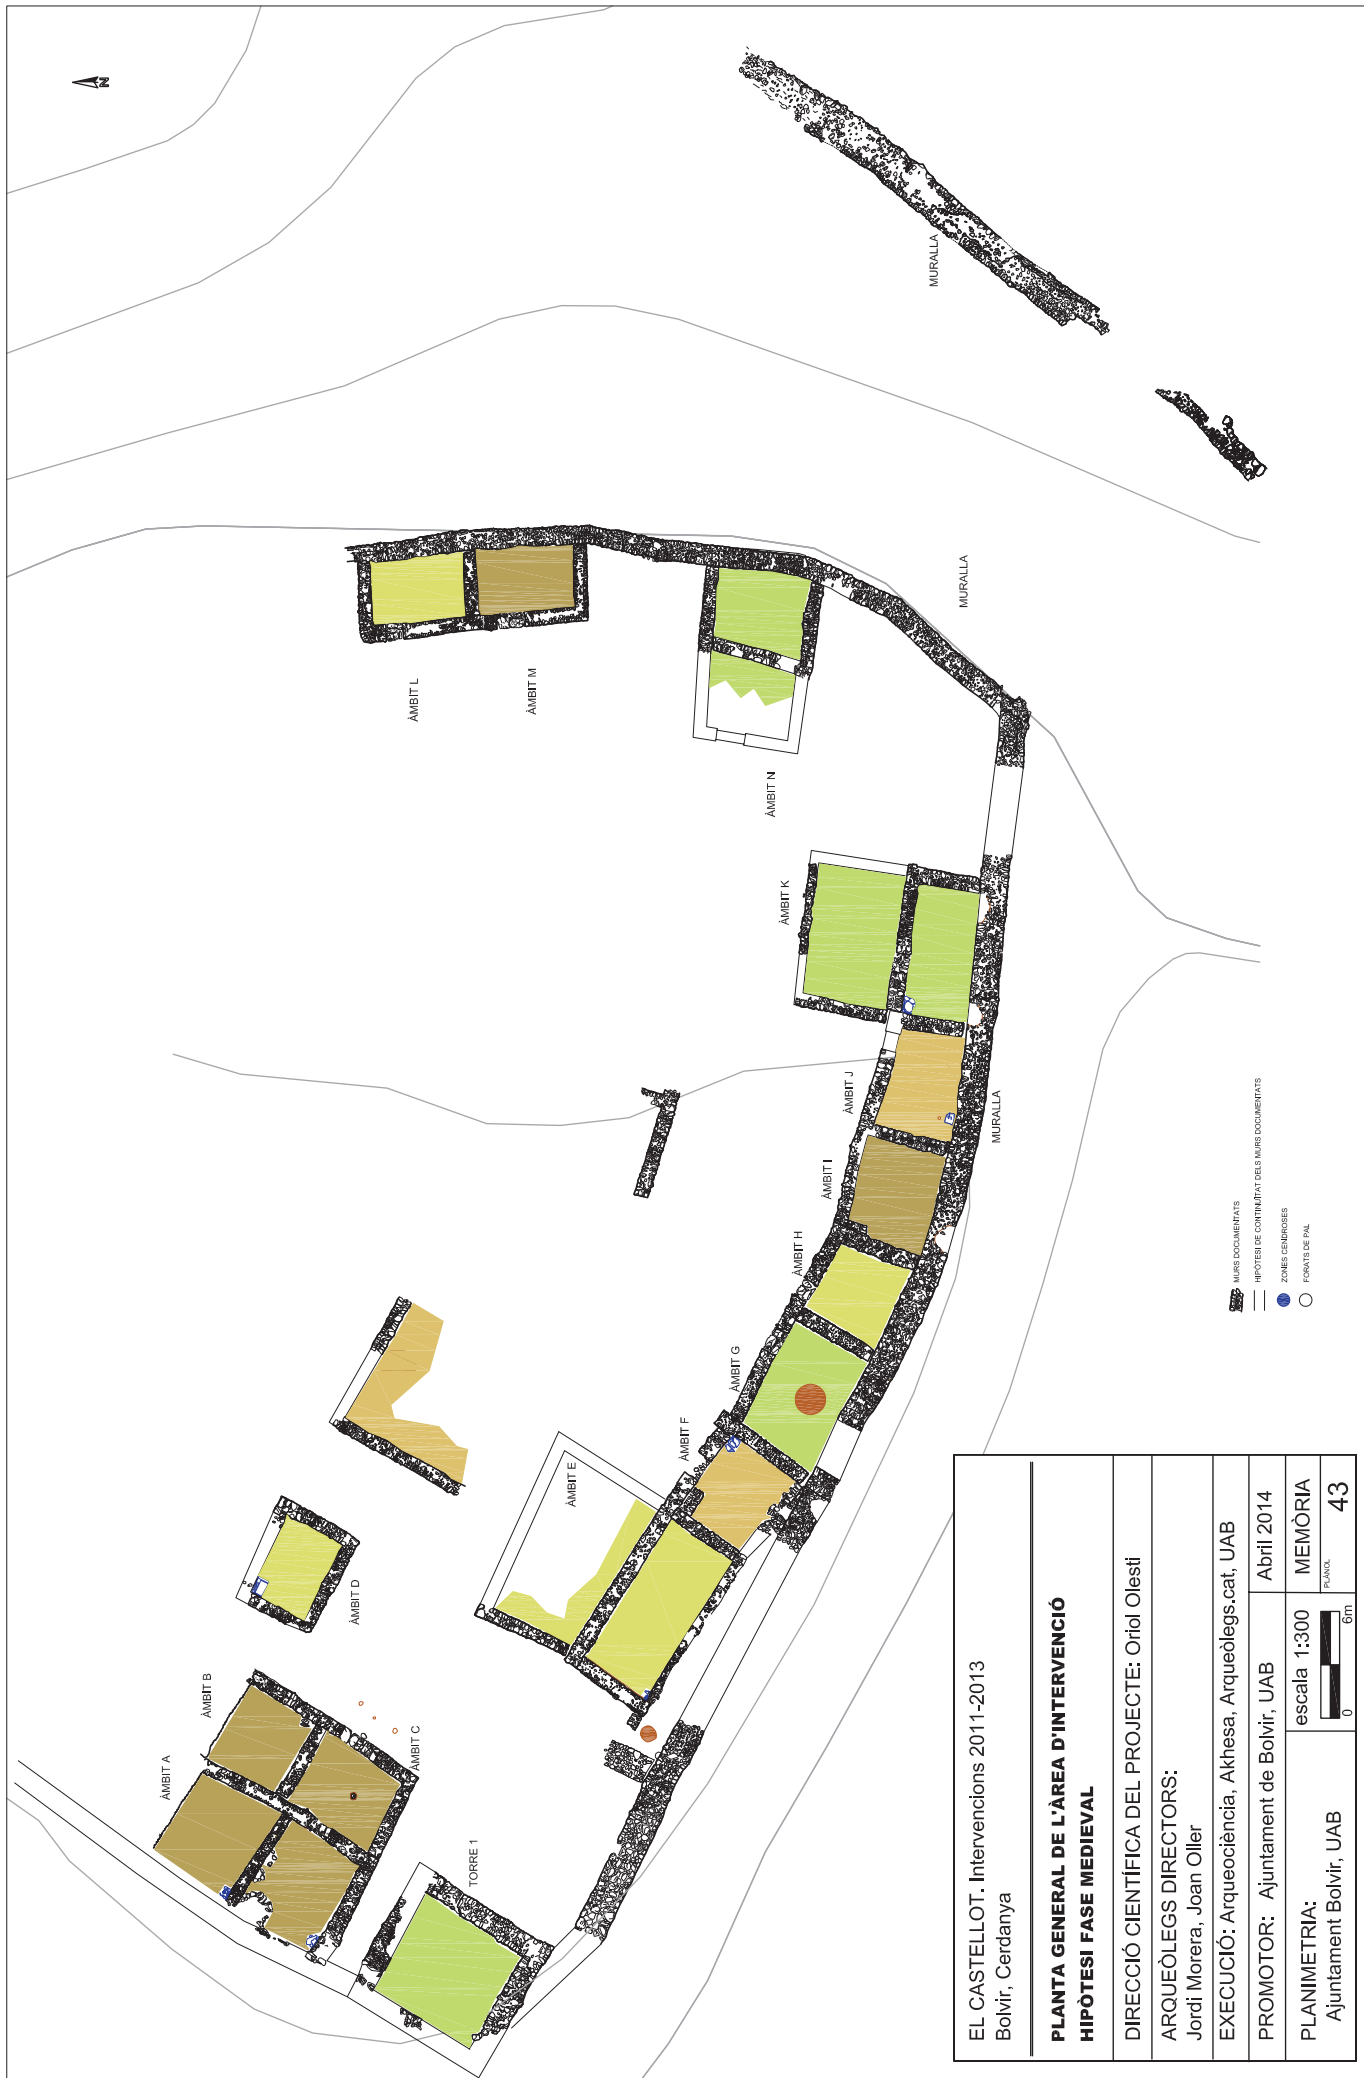 N
MURALLA
ÀMBIT L
ÀMBIT M
ÀMBIT N
MURALLA
ÀMBIT K
ÀMBIT J
MURALLA
ÀMBIT I
ÀMBIT H
ÀMBIT G
ÀMBIT F
ÀMBIT E
ÀMBIT D
ÀMBIT B
ÀMBIT A
ÀMBIT C
TORRE 1
MURS DOCUMENTATS
HIPÒTESI DE CONTINUÏTAT DELS MURS DOCUMENTATS
ZONES CENDROSES
FORATS DE PAL
EL CASTELLOT. Intervencions 2011-2013
Bolvir, Cerdanya
PLANTA GENERAL DE L'ÀREA D'INTERVENCIÓ
HIPÒTESI FASE MEDIEVAL
DIRECCIÓ CIENTÍFICA DEL PROJECTE: Oriol Olesti
ARQUEÒLEGS DIRECTORS:
Jordi Morera, Joan Oller
EXECUCIÓ: Arqueociència, Akhesa, Arqueòlegs.cat, UAB
PROMOTOR: Ajuntament de Bolvir, UAB
Abril 2014
PLANIMETRIA:
Ajuntament Bolvir, UAB
escala 1:300
0 6m
MEMÒRIA
PLÀNOL
43